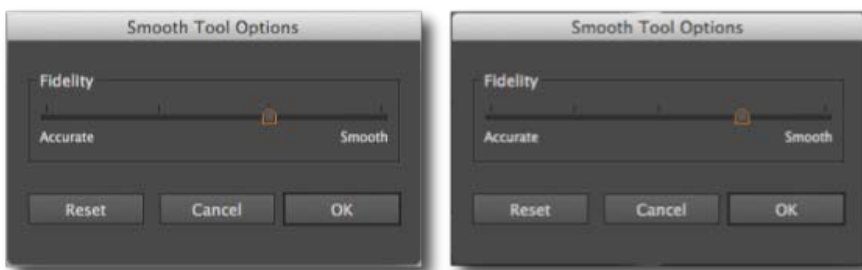 Smooth Tool Options
Fidelity
Accurate
Smooth
Reset
Cancel
OK
Smooth Tool Options
Fidelity
Accurate
Smooth
Reset
Cancel
OK